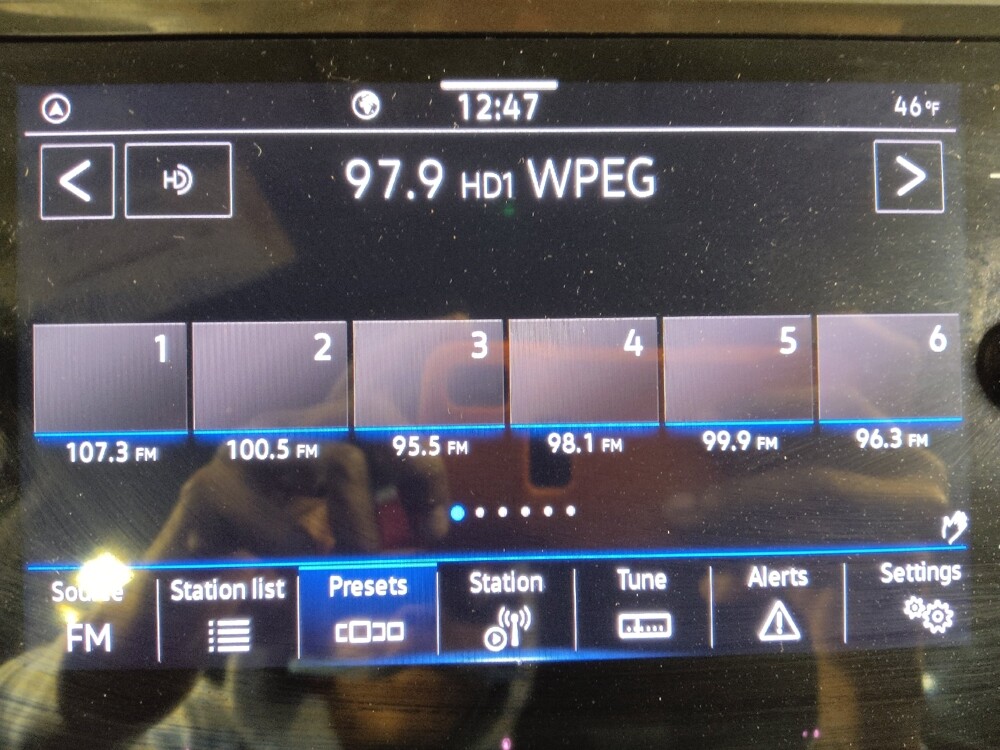 12:47
46°F
HD
97.9 HD1 WPEG
1 2 3 4 5 6
107.3 FM 100.5 FM 95.5 FM 98.1 FM 99.9 FM 96.3 FM
Source Station list Presets Station Tune Alerts Settings
FM